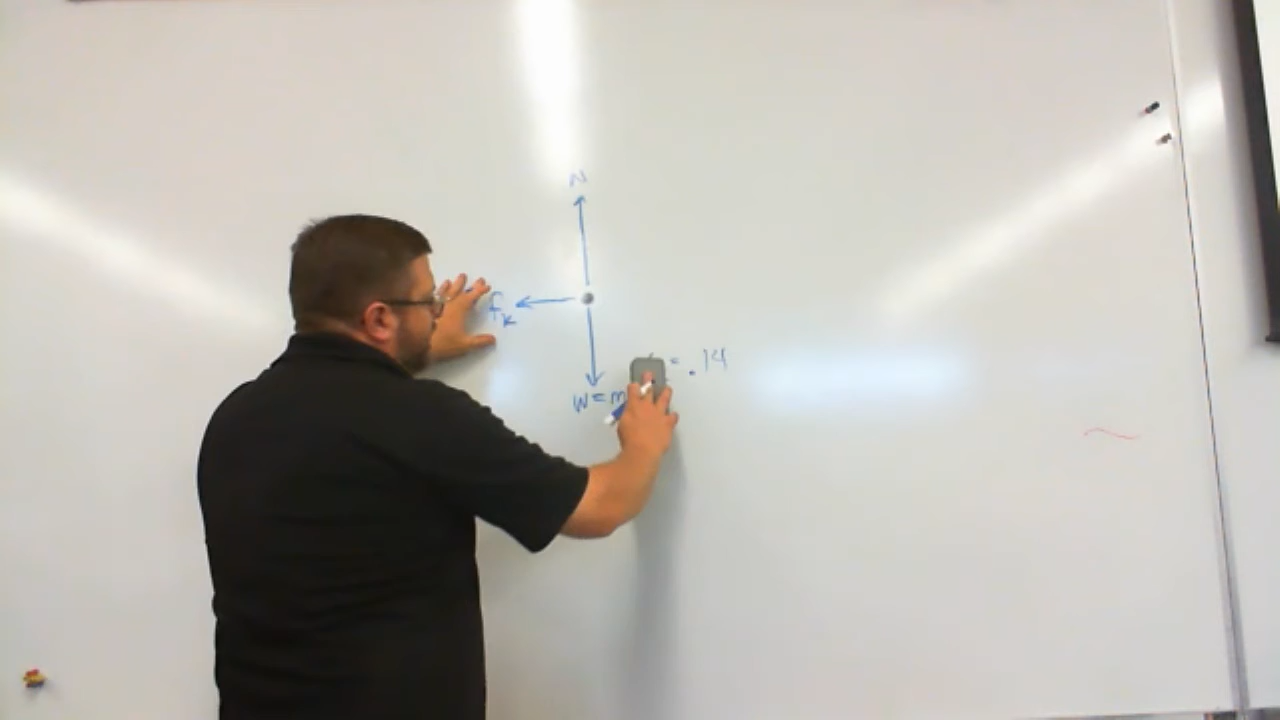 N
fk
= .14
W = m